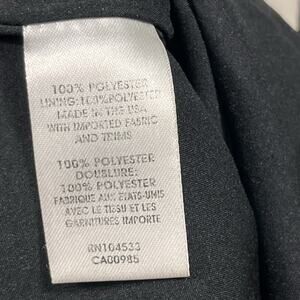 100% POLYESTER
LINING: 100% POLYESTER
MADE IN THE USA
WITH IMPORTED FABRIC
AND TRIMS
100% POLYESTER
DOUBLURE:
100% POLYESTER
FABRIQUE AUX ETATS-UNIS
AVEC LE TISU ET LES
GARNITURES IMPORTE
RN104533
CA00985